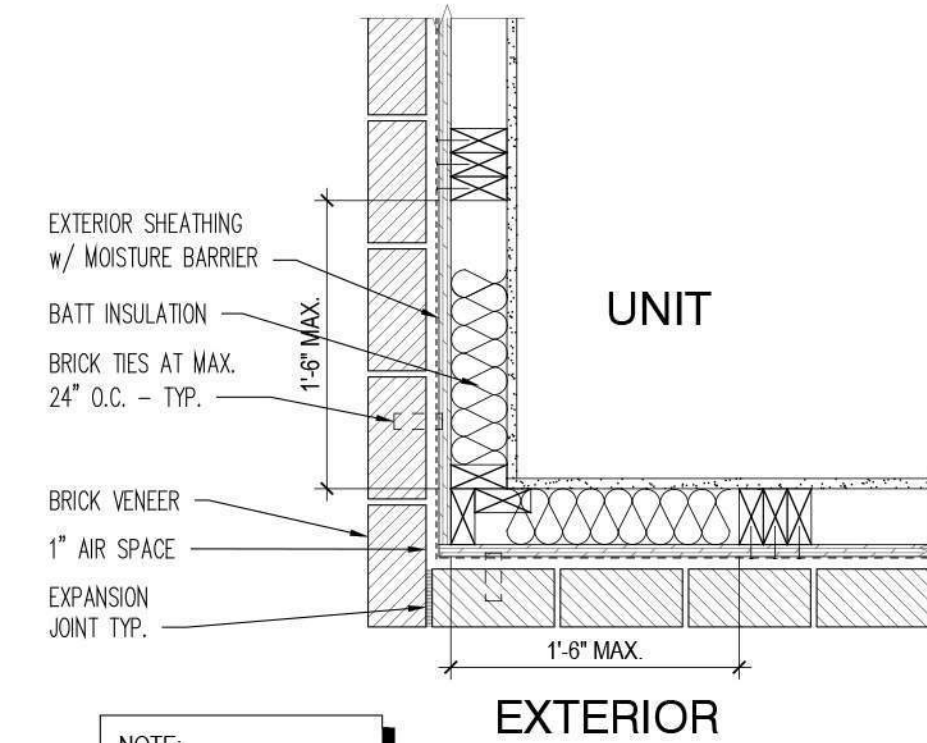 EXTERIOR SHEATHING
w/ MOISTURE BARRIER
BATT INSULATION
BRICK TIES AT MAX.
24" O.C. – TYP.
1'-6" MAX.
BRICK VENEER
1" AIR SPACE
EXPANSION
JOINT TYP.
UNIT
1'-6" MAX.
EXTERIOR
NOTE: